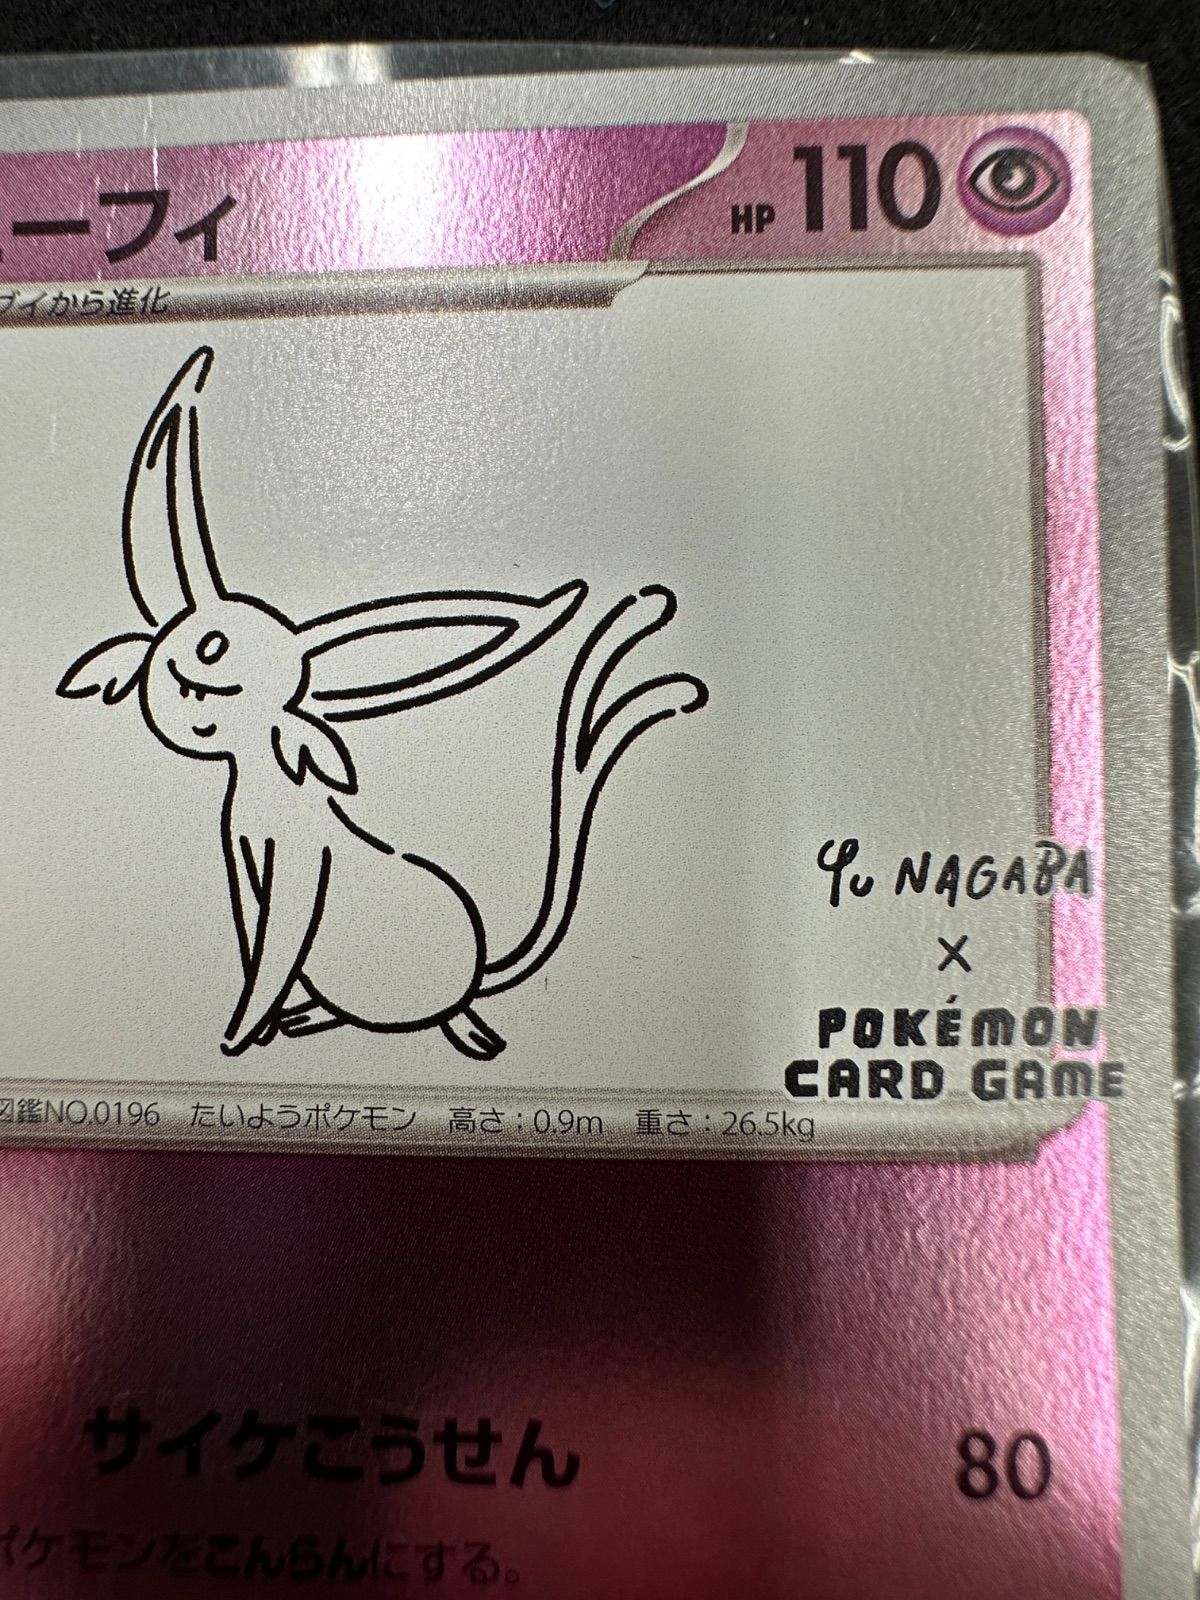 ーフィ HP 110
ブイから進化
Yu NAGABA
×
POKÉMON
CARD GAME
図鑑NO.0196 たいようポケモン 高さ：0.9m 重さ：26.5kg
サイケこうせん 80
ポケモンをこんらんにする。